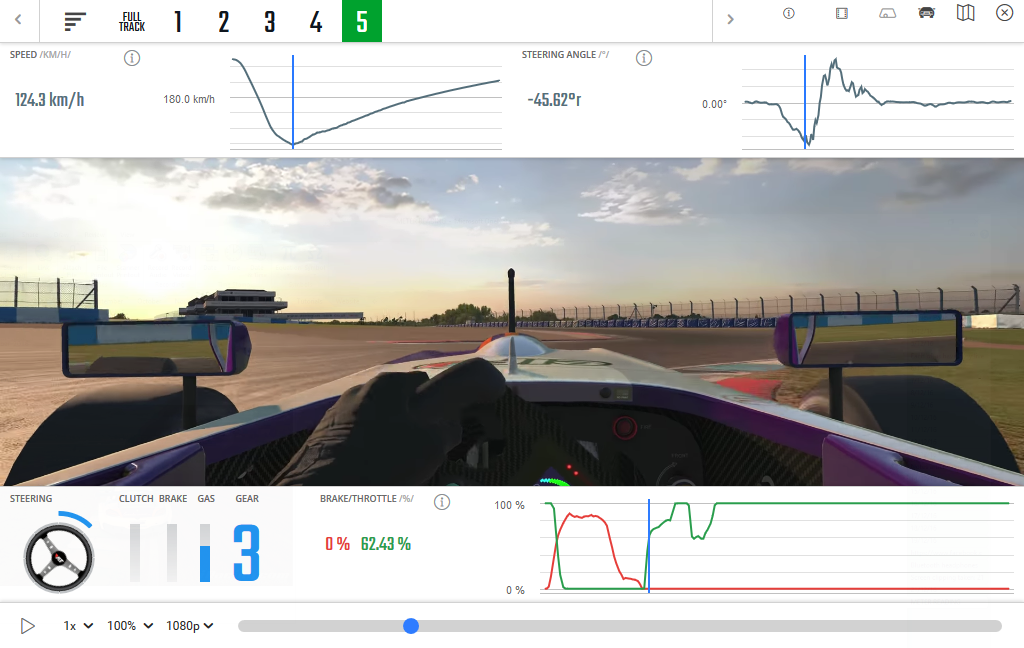 FULL TRACK 1 2 3 4 5
SPEED /KM/H/
124.3 km/h
180.0 km/h
STEERING ANGLE /°/
-45.62°r
0.00°
STEERING CLUTCH BRAKE GAS GEAR
3
BRAKE/THROTTLE /%/
0 % 62.43 %
100 %
0 %
1x 100% 1080p